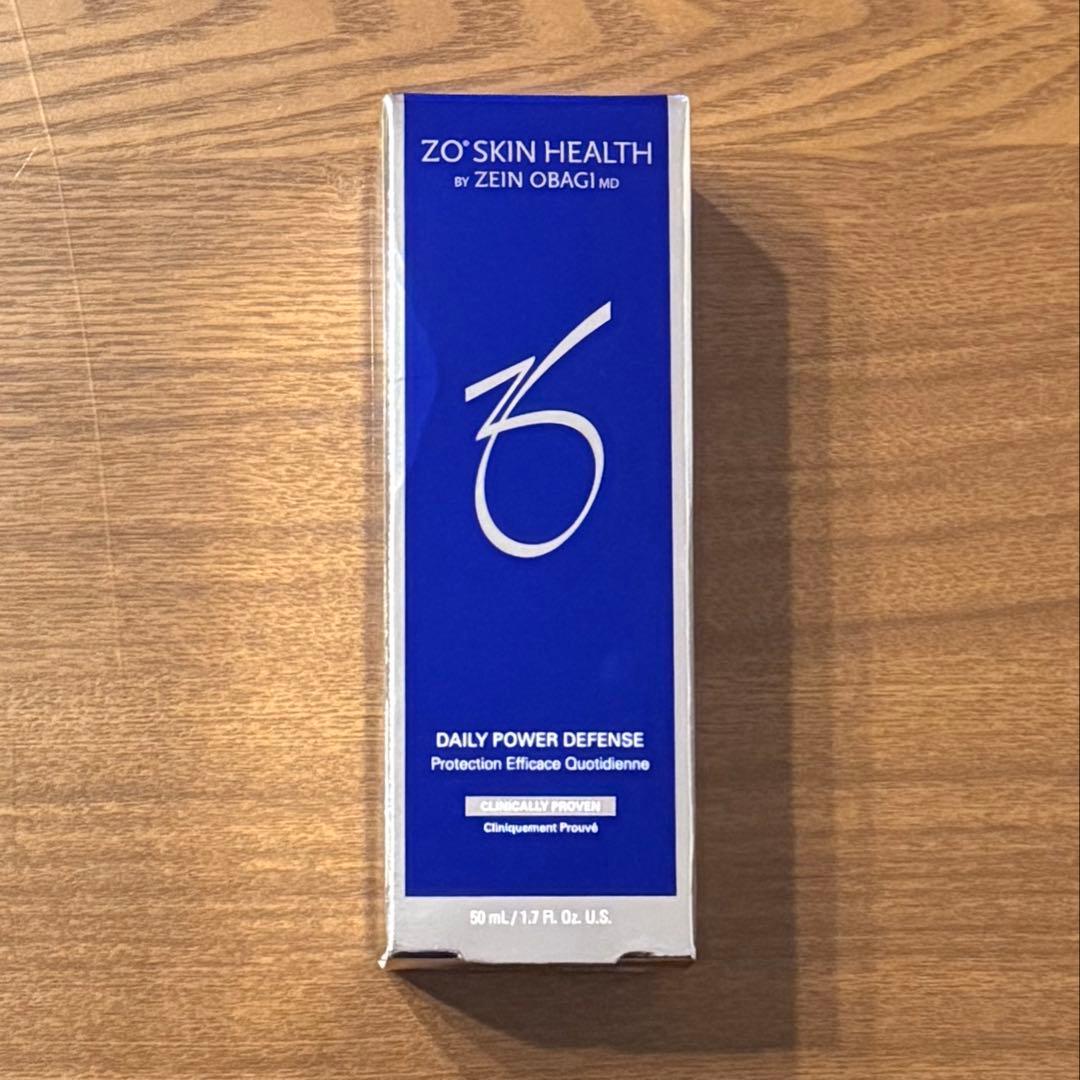 ZO® SKIN HEALTH
BY ZEIN OBAGI MD
ZO
DAILY POWER DEFENSE
Protection Efficace Quotidienne
CLINICALLY PROVEN
Cliniquement Prouvé
50 mL / 1.7 Fl. Oz. U.S.